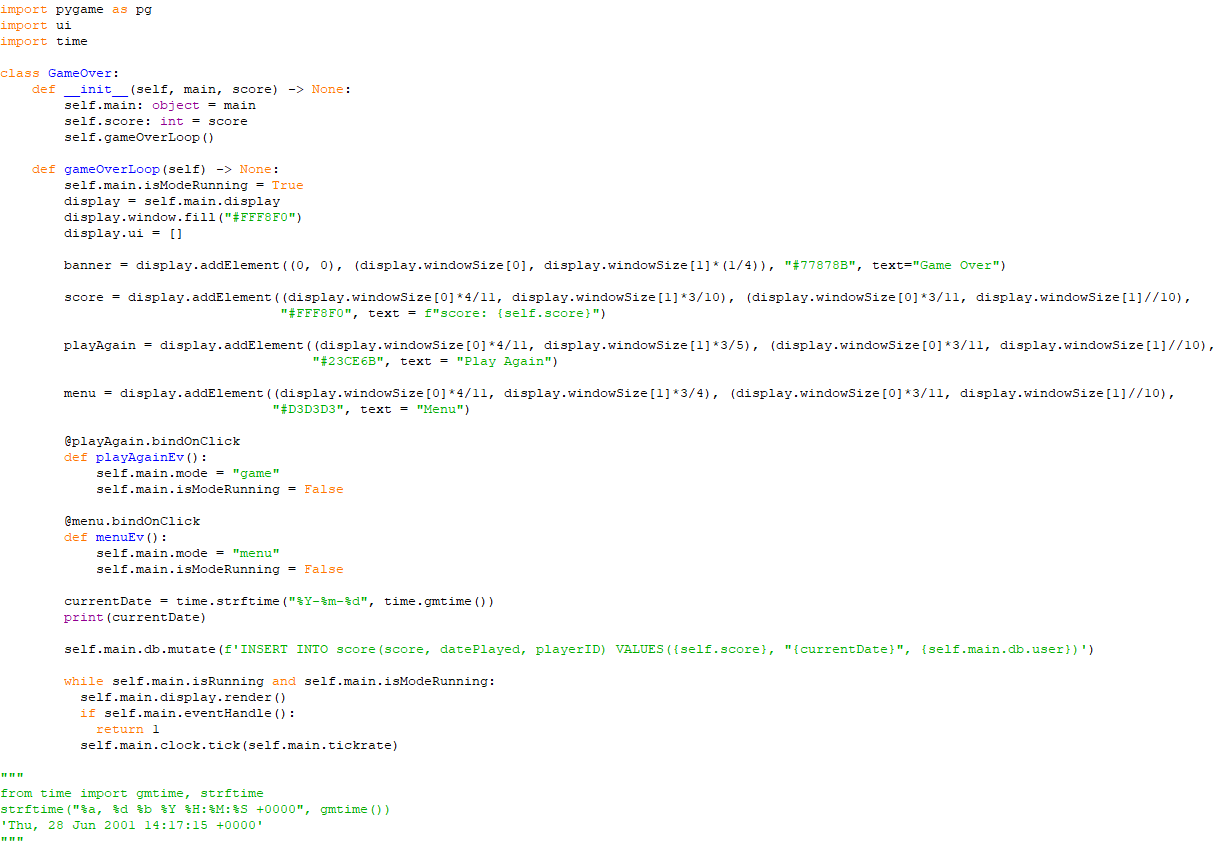 import pygame as pg
import ui
import time

class GameOver:
    def __init__(self, main, score) -> None:
        self.main: object = main
        self.score: int = score
        self.gameOverLoop()

    def gameOverLoop(self) -> None:
        self.main.isModeRunning = True
        display = self.main.display
        display.window.fill("#FFF8F0")
        display.ui = []

        banner = display.addElement((0, 0), (display.windowSize[0], display.windowSize[1]*(1/4)), "#77878B", text="Game Over")

        score = display.addElement((display.windowSize[0]*4/11, display.windowSize[1]*3/10), (display.windowSize[0]*3/11, display.windowSize[1]//10),
                                   "#FFF8F0", text = f"score: {self.score}")

        playAgain = display.addElement((display.windowSize[0]*4/11, display.windowSize[1]*3/5), (display.windowSize[0]*3/11, display.windowSize[1]//10),
                                       "#23CE6B", text = "Play Again")

        menu = display.addElement((display.windowSize[0]*4/11, display.windowSize[1]*3/4), (display.windowSize[0]*3/11, display.windowSize[1]//10),
                                  "#D3D3D3", text = "Menu")

        @playAgain.bindOnClick
        def playAgainEv():
            self.main.mode = "game"
            self.main.isModeRunning = False

        @menu.bindOnClick
        def menuEv():
            self.main.mode = "menu"
            self.main.isModeRunning = False

        currentDate = time.strftime("%Y-%m-%d", time.gmtime())
        print(currentDate)

        self.main.db.mutate(f'INSERT INTO score(score, datePlayed, playerID) VALUES({self.score}, "{currentDate}", {self.main.db.user})')

        while self.main.isRunning and self.main.isModeRunning:
          self.main.display.render()
          if self.main.eventHandle():
            return 1
          self.main.clock.tick(self.main.tickrate)

"""
from time import gmtime, strftime
strftime("%a, %d %b %Y %H:%M:%S +0000", gmtime())
'Thu, 28 Jun 2001 14:17:15 +0000'
"""